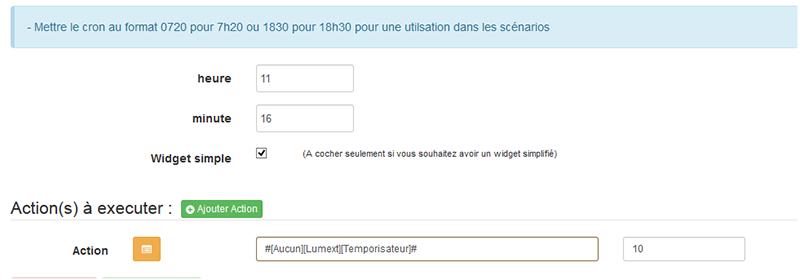 - Mettre le cron au format 0720 pour 7h20 ou 1830 pour 18h30 pour une utilsation dans les scénarios
heure 11
minute 16
Widget simple (A cocher seulement si vous souhaitez avoir un widget simplifié)
Action(s) à executer : Ajouter Action
Action #[Aucun][Lumext][Temporisateur]# 10